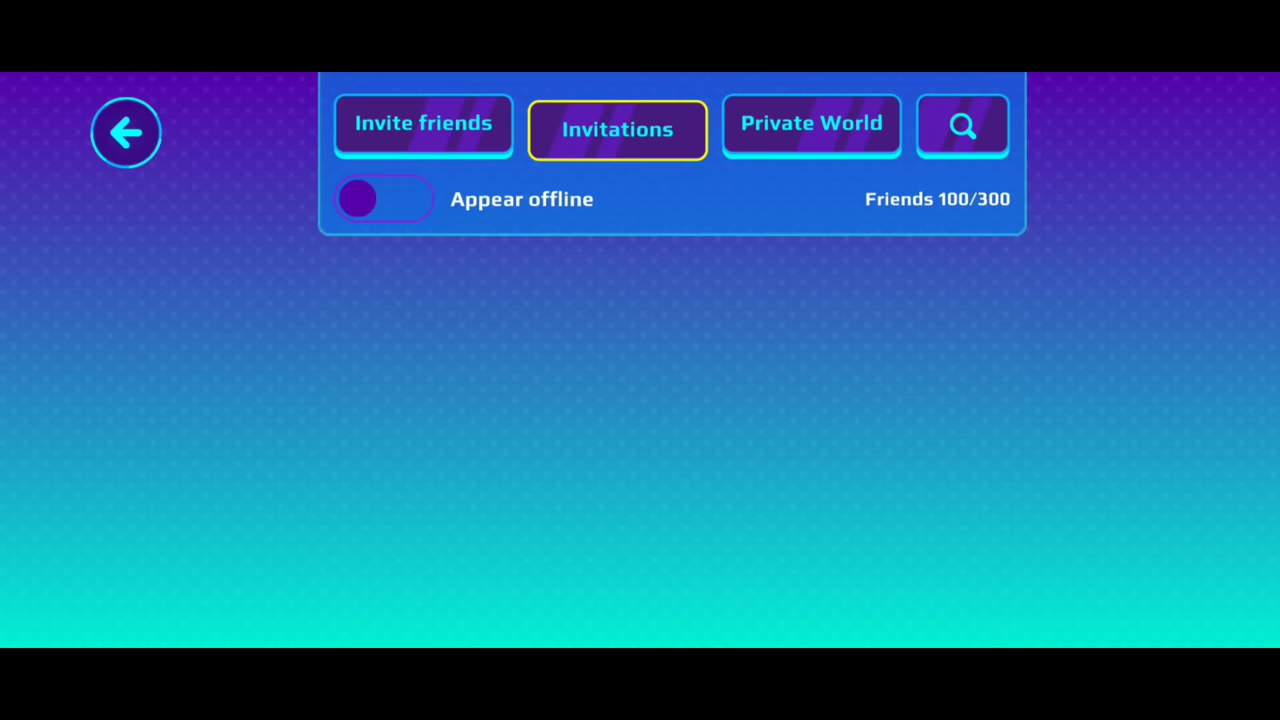 Invite friends
Invitations
Private World
Appear offline
Friends 100/300